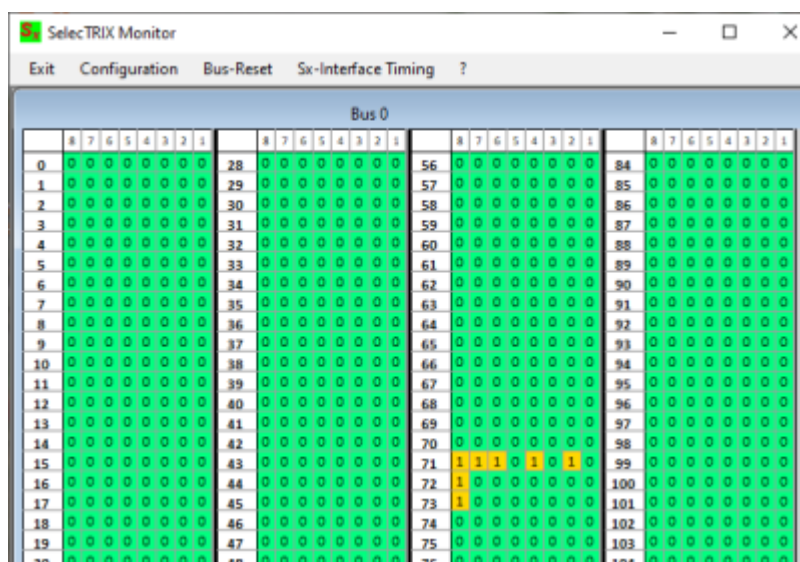 Sx SelecTRIX Monitor
Exit Configuration Bus-Reset Sx-Interface Timing ?
Bus 0
8 7 6 5 4 3 2 1 8 7 6 5 4 3 2 1 8 7 6 5 4 3 2 1 8 7 6 5 4 3 2 1
0 0 0 0 0 0 0 0 0 28 0 0 0 0 0 0 0 0 56 0 0 0 0 0 0 0 0 84 0 0 0 0 0 0 0 0
1 0 0 0 0 0 0 0 0 29 0 0 0 0 0 0 0 0 57 0 0 0 0 0 0 0 0 85 0 0 0 0 0 0 0 0
2 0 0 0 0 0 0 0 0 30 0 0 0 0 0 0 0 0 58 0 0 0 0 0 0 0 0 86 0 0 0 0 0 0 0 0
3 0 0 0 0 0 0 0 0 31 0 0 0 0 0 0 0 0 59 0 0 0 0 0 0 0 0 87 0 0 0 0 0 0 0 0
4 0 0 0 0 0 0 0 0 32 0 0 0 0 0 0 0 0 60 0 0 0 0 0 0 0 0 88 0 0 0 0 0 0 0 0
5 0 0 0 0 0 0 0 0 33 0 0 0 0 0 0 0 0 61 0 0 0 0 0 0 0 0 89 0 0 0 0 0 0 0 0
6 0 0 0 0 0 0 0 0 34 0 0 0 0 0 0 0 0 62 0 0 0 0 0 0 0 0 90 0 0 0 0 0 0 0 0
7 0 0 0 0 0 0 0 0 35 0 0 0 0 0 0 0 0 63 0 0 0 0 0 0 0 0 91 0 0 0 0 0 0 0 0
8 0 0 0 0 0 0 0 0 36 0 0 0 0 0 0 0 0 64 0 0 0 0 0 0 0 0 92 0 0 0 0 0 0 0 0
9 0 0 0 0 0 0 0 0 37 0 0 0 0 0 0 0 0 65 0 0 0 0 0 0 0 0 93 0 0 0 0 0 0 0 0
10 0 0 0 0 0 0 0 0 38 0 0 0 0 0 0 0 0 66 0 0 0 0 0 0 0 0 94 0 0 0 0 0 0 0 0
11 0 0 0 0 0 0 0 0 39 0 0 0 0 0 0 0 0 67 0 0 0 0 0 0 0 0 95 0 0 0 0 0 0 0 0
12 0 0 0 0 0 0 0 0 40 0 0 0 0 0 0 0 0 68 0 0 0 0 0 0 0 0 96 0 0 0 0 0 0 0 0
13 0 0 0 0 0 0 0 0 41 0 0 0 0 0 0 0 0 69 0 0 0 0 0 0 0 0 97 0 0 0 0 0 0 0 0
14 0 0 0 0 0 0 0 0 42 0 0 0 0 0 0 0 0 70 0 0 0 0 0 0 0 0 98 0 0 0 0 0 0 0 0
15 0 0 0 0 0 0 0 0 43 0 0 0 0 0 0 0 0 71 1 1 1 0 1 0 1 0 99 0 0 0 0 0 0 0 0
16 0 0 0 0 0 0 0 0 44 0 0 0 0 0 0 0 0 72 1 0 0 0 0 0 0 0 100 0 0 0 0 0 0 0 0
17 0 0 0 0 0 0 0 0 45 0 0 0 0 0 0 0 0 73 1 0 0 0 0 0 0 0 101 0 0 0 0 0 0 0 0
18 0 0 0 0 0 0 0 0 46 0 0 0 0 0 0 0 0 74 0 0 0 0 0 0 0 0 102 0 0 0 0 0 0 0 0
19 0 0 0 0 0 0 0 0 47 0 0 0 0 0 0 0 0 75 0 0 0 0 0 0 0 0 103 0 0 0 0 0 0 0 0